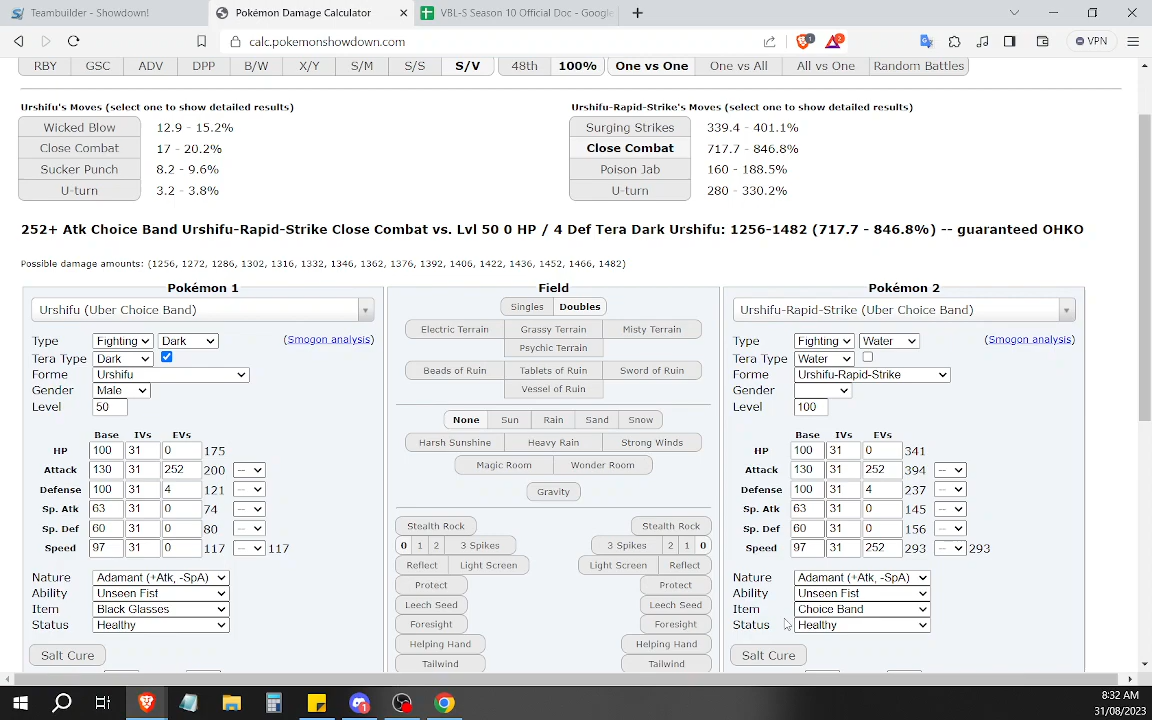 Teambuilder - Showdown!
Pokémon Damage Calculator
VBL-S Season 10 Official Doc - Google
calc.pokemonshowdown.com
1
2
VPN
RBY GSC ADV DPP B/W X/Y S/M S/S S/V 48th 100% One vs One One vs All All vs One Random Battles
Urshifu's Moves (select one to show detailed results)
Wicked Blow 12.9 - 15.2%
Close Combat 17 - 20.2%
Sucker Punch 8.2 - 9.6%
U-turn 3.2 - 3.8%
Urshifu-Rapid-Strike's Moves (select one to show detailed results)
Surging Strikes 339.4 - 401.1%
Close Combat 717.7 - 846.8%
Poison Jab 160 - 188.5%
U-turn 280 - 330.2%
252+ Atk Choice Band Urshifu-Rapid-Strike Close Combat vs. Lvl 50 0 HP / 4 Def Tera Dark Urshifu: 1256-1482 (717.7 - 846.8%) -- guaranteed OHKO
Possible damage amounts: (1256, 1272, 1286, 1302, 1316, 1332, 1346, 1362, 1376, 1392, 1406, 1422, 1436, 1452, 1466, 1482)
Pokémon 1
Urshifu (Uber Choice Band)
Type Fighting Dark (Smogon analysis)
Tera Type Dark
Forme Urshifu
Gender Male
Level 50
Base IVs EVs
HP 100 31 0 175
Attack 130 31 252 200 --
Defense 100 31 4 121 --
Sp. Atk 63 31 0 74 --
Sp. Def 60 31 0 80 --
Speed 97 31 0 117 -- 117
Nature Adamant (+Atk, -SpA)
Ability Unseen Fist
Item Black Glasses
Status Healthy
Salt Cure
Field
Singles Doubles
Electric Terrain Grassy Terrain Misty Terrain
Psychic Terrain
Beads of Ruin Tablets of Ruin Sword of Ruin
Vessel of Ruin
None Sun Rain Sand Snow
Harsh Sunshine Heavy Rain Strong Winds
Magic Room Wonder Room
Gravity
Stealth Rock Stealth Rock
0 1 2 3 Spikes 3 Spikes 2 1 0
Reflect Light Screen Light Screen Reflect
Protect Protect
Leech Seed Leech Seed
Foresight Foresight
Helping Hand Helping Hand
Tailwind Tailwind
Pokémon 2
Urshifu-Rapid-Strike (Uber Choice Band)
Type Fighting Water (Smogon analysis)
Tera Type Water
Forme Urshifu-Rapid-Strike
Gender
Level 100
Base IVs EVs
HP 100 31 0 341
Attack 130 31 252 394 --
Defense 100 31 4 237 --
Sp. Atk 63 31 0 145 --
Sp. Def 60 31 0 156 --
Speed 97 31 252 293 -- 293
Nature Adamant (+Atk, -SpA)
Ability Unseen Fist
Item Choice Band
Status Healthy
Salt Cure
8:32 AM
31/08/2023